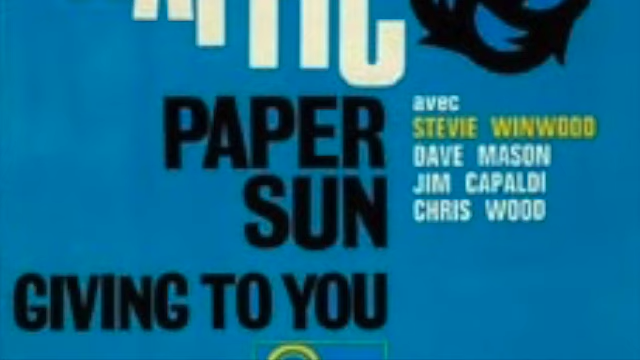 PAPER
SUN
GIVING TO YOU
avec
STEVIE WINWOOD
DAVE MASON
JIM CAPALDI
CHRIS WOOD